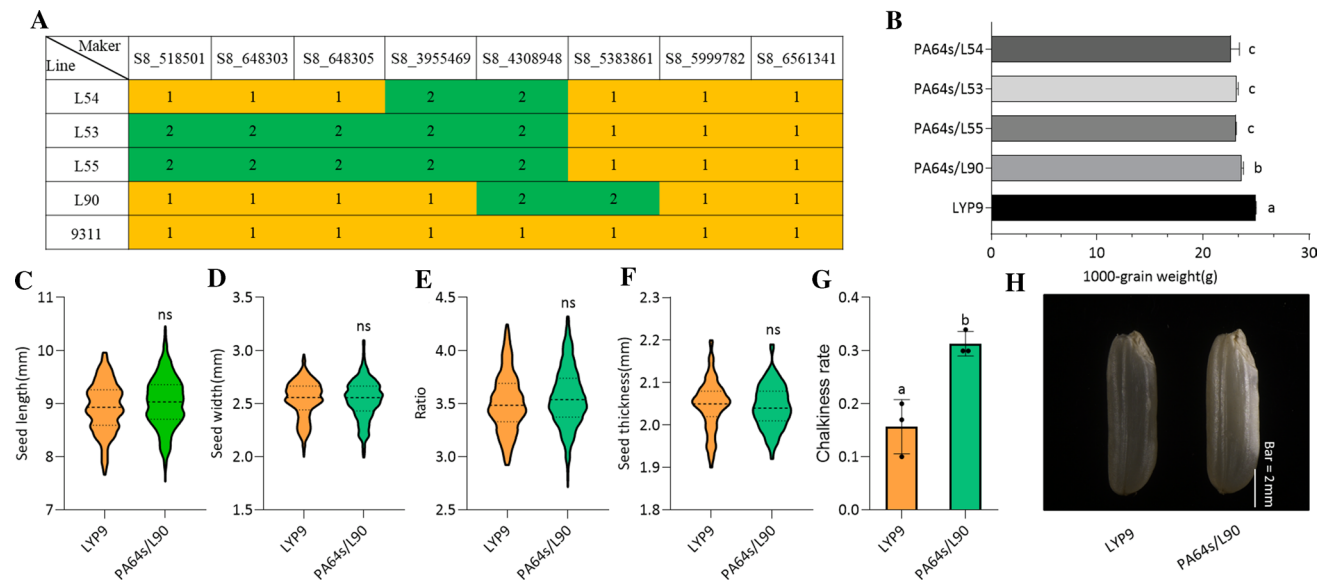 A
Maker
Line
S8_518501 S8_648303 S8_648305 S8_3955469 S8_4308948 S8_5383861 S8_5999782 S8_6561341
L54 1 1 1 2 2 1 1 1
L53 2 2 2 2 2 1 1 1
L55 2 2 2 2 2 1 1 1
L90 1 1 1 1 2 2 1 1
9311 1 1 1 1 1 1 1 1
B
PA64s/L54 c
PA64s/L53 c
PA64s/L55 c
PA64s/L90 b
LYP9 a
0 10 20 30
1000-grain weight(g)
C
Seed length(mm)
11
10
9
8
7
ns
LYP9 PA64s/L90
D
Seed width(mm)
3.5
3.0
2.5
2.0
1.5
ns
LYP9 PA64s/L90
E
Ratio
4.5
4.0
3.5
3.0
2.5
ns
LYP9 PA64s/L90
F
Seed thickness(mm)
2.3
2.2
2.1
2.0
1.9
1.8
ns
LYP9 PA64s/L90
G
Chalkiness rate
0.4
0.3
0.2
0.1
0.0
a b
LYP9 PA64s/L90
H
Bar = 2mm
LYP9 PA64s/L90